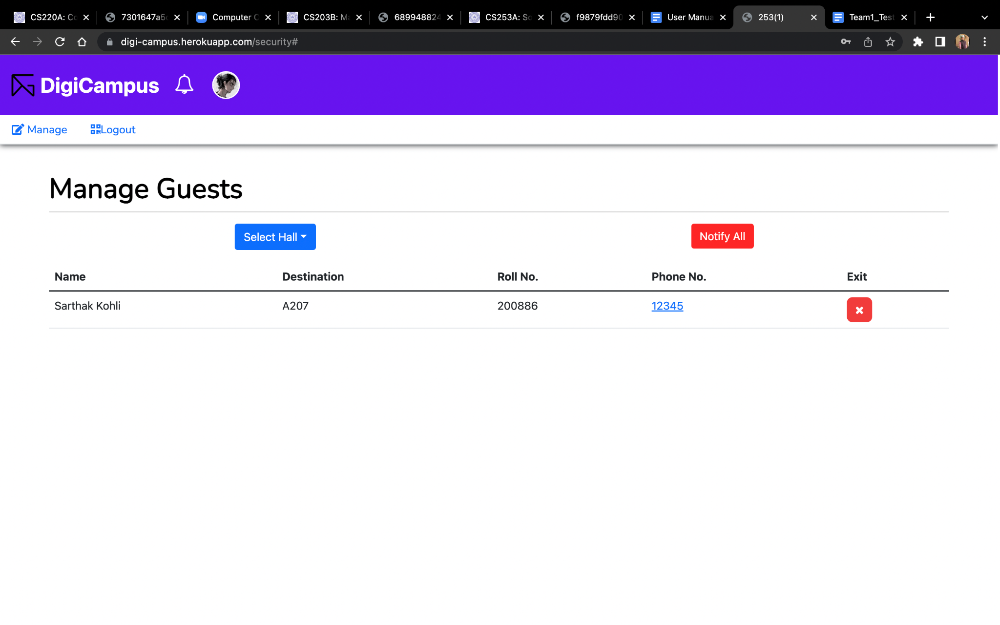 CS220A: Co
7301647a5
Computer
CS203B: M
689948824
CS253A: So
f9879fdd90
User Manua
253(1)
Team1_Test
digi-campus.herokuapp.com/security#
DigiCampus
Manage Logout
Manage Guests
Select Hall Notify All
Name Destination Roll No. Phone No. Exit
Sarthak Kohli A207 200886 12345